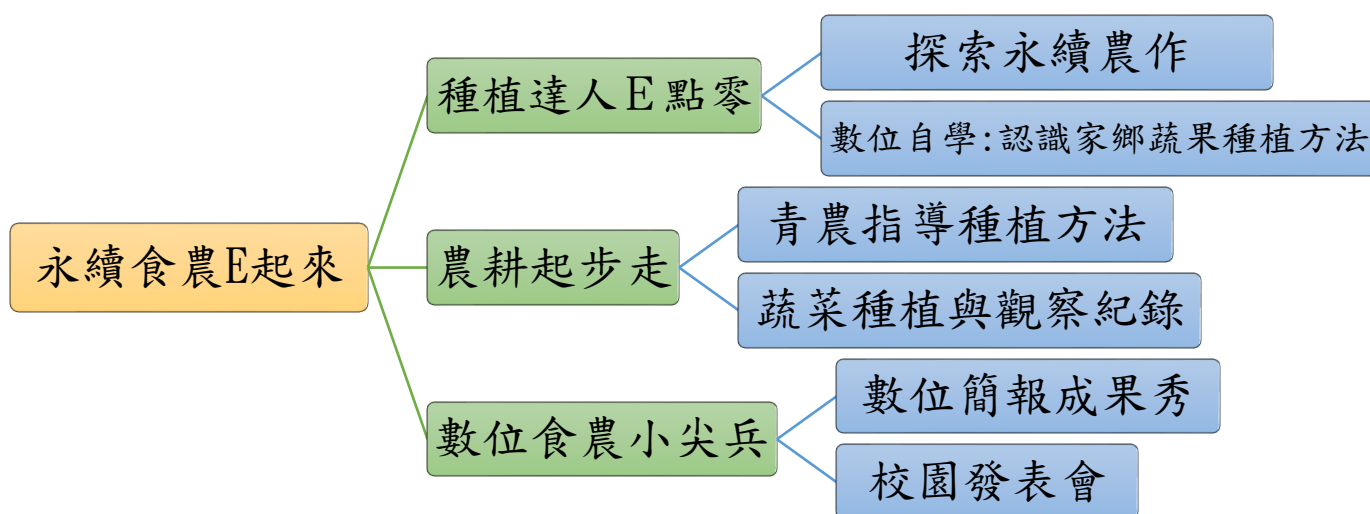 永續食農E起來
種植達人E點零
探索永續農作
數位自學:認識家鄉蔬果種植方法
農耕起步走
青農指導種植方法
蔬菜種植與觀察紀錄
數位食農小尖兵
數位簡報成果秀
校園發表會